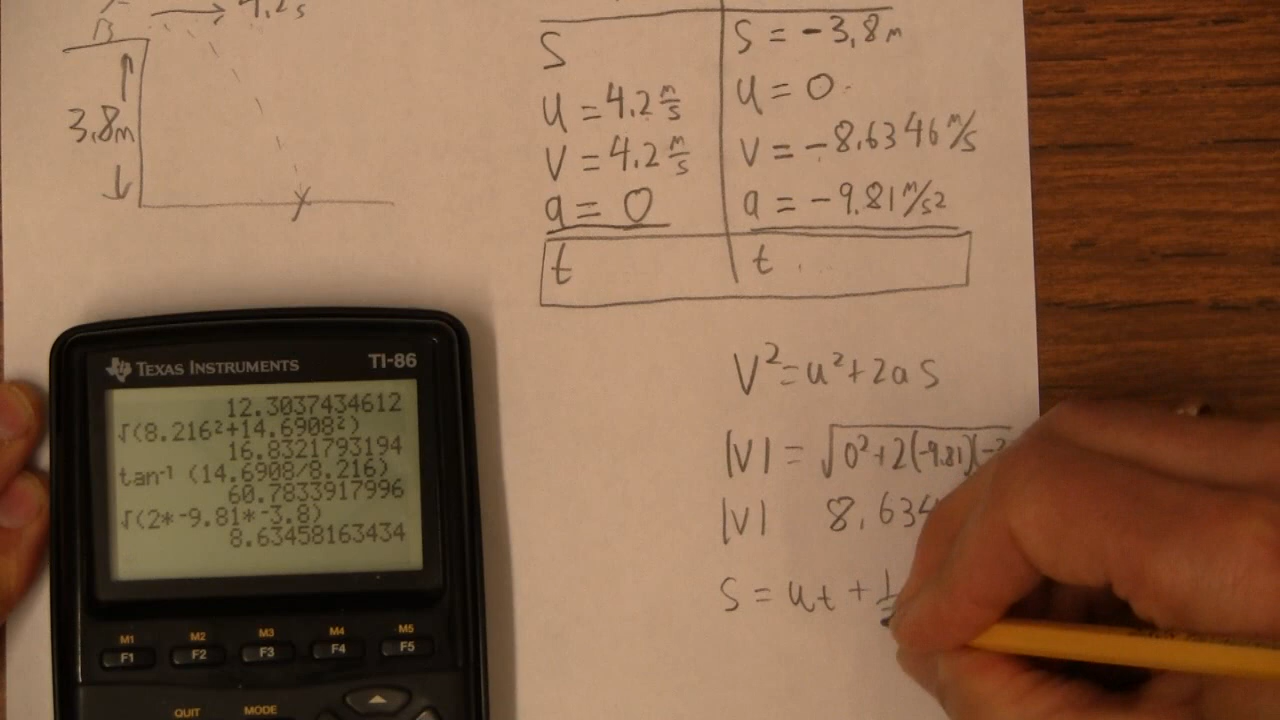 4.2s
B
3.8m
S
u = 4.2 m/s
V = 4.2 m/s
a = 0
t
S = -3.8m
u = 0
V = -8.6346 m/s
a = -9.81 m/s2
t
V²=u²+2as
|V| = √0²+2(-9.81)(-
|V| 8.634
S = ut + 1
TEXAS INSTRUMENTS TI-86
12.3037434612
√(8.216²+14.6908²)
16.8321793194
tan⁻¹ (14.6908/8.216)
60.7833917996
√(2*-9.81*-3.8)
8.63458163434
M1 M2 M3 M4 M5
F1 F2 F3 F4 F5
QUIT MODE